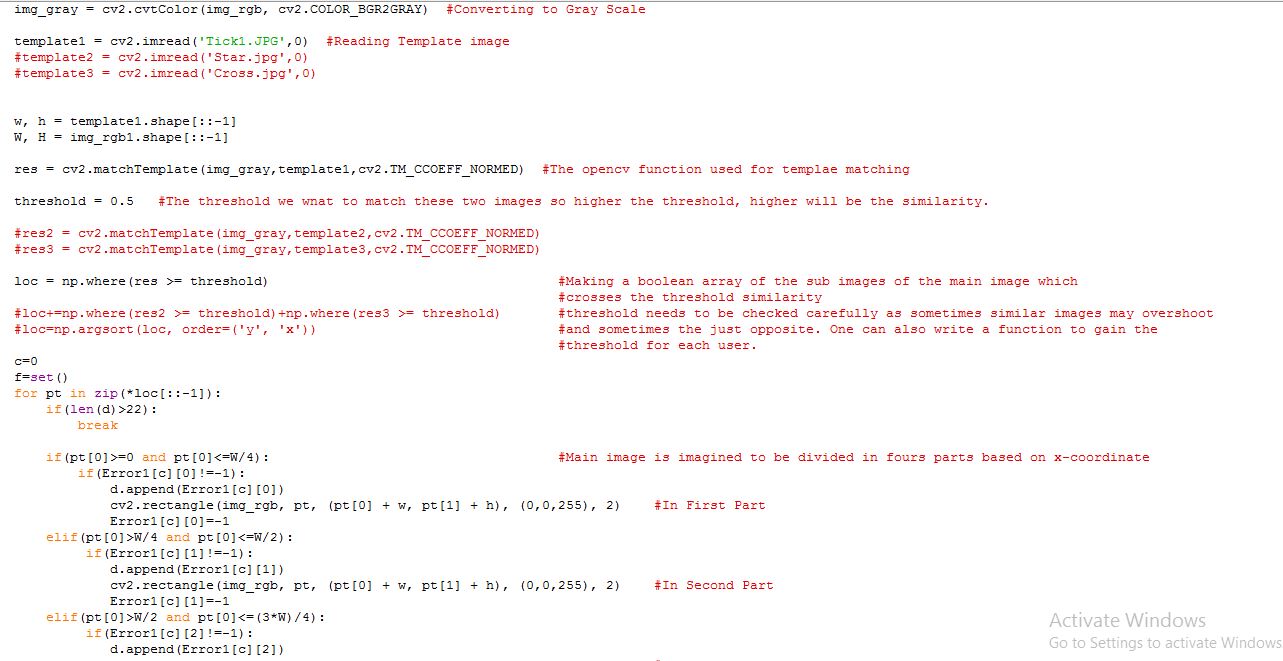 img_gray = cv2.cvtColor(img_rgb, cv2.COLOR_BGR2GRAY)  #Converting to Gray Scale

template1 = cv2.imread('Tick1.JPG',0)  #Reading Template image
#template2 = cv2.imread('Star.jpg',0)
#template3 = cv2.imread('Cross.jpg',0)

w, h = template1.shape[::-1]
W, H = img_rgb1.shape[::-1]

res = cv2.matchTemplate(img_gray,template1,cv2.TM_CCOEFF_NORMED)  #The opencv function used for templae matching

threshold = 0.5   #The threshold we wnat to match these two images so higher the threshold, higher will be the similarity.

#res2 = cv2.matchTemplate(img_gray,template2,cv2.TM_CCOEFF_NORMED)
#res3 = cv2.matchTemplate(img_gray,template3,cv2.TM_CCOEFF_NORMED)

loc = np.where(res >= threshold)                                    #Making a boolean array of the sub images of the main image which
                                                                    #crosses the threshold similarity
#loc+=np.where(res2 >= threshold)+np.where(res3 >= threshold)       #threshold needs to be checked carefully as sometimes similar images may overshoot
#loc=np.argsort(loc, order=('y', 'x'))                              #and sometimes the just opposite. One can also write a function to gain the
                                                                    #threshold for each user.
c=0
f=set()
for pt in zip(*loc[::-1]):
    if(len(d)>22):
        break

    if(pt[0]>=0 and pt[0]<=W/4):                                    #Main image is imagined to be divided in fours parts based on x-coordinate
        if(Error1[c][0]!=-1):
            d.append(Error1[c][0])
            cv2.rectangle(img_rgb, pt, (pt[0] + w, pt[1] + h), (0,0,255), 2)    #In First Part
            Error1[c][0]=-1
    elif(pt[0]>W/4 and pt[0]<=W/2):
         if(Error1[c][1]!=-1):
            d.append(Error1[c][1])
            cv2.rectangle(img_rgb, pt, (pt[0] + w, pt[1] + h), (0,0,255), 2)    #In Second Part
            Error1[c][1]=-1
    elif(pt[0]>W/2 and pt[0]<=(3*W)/4):
         if(Error1[c][2]!=-1):
            d.append(Error1[c][2])
Activate Windows
Go to Settings to activate Windows